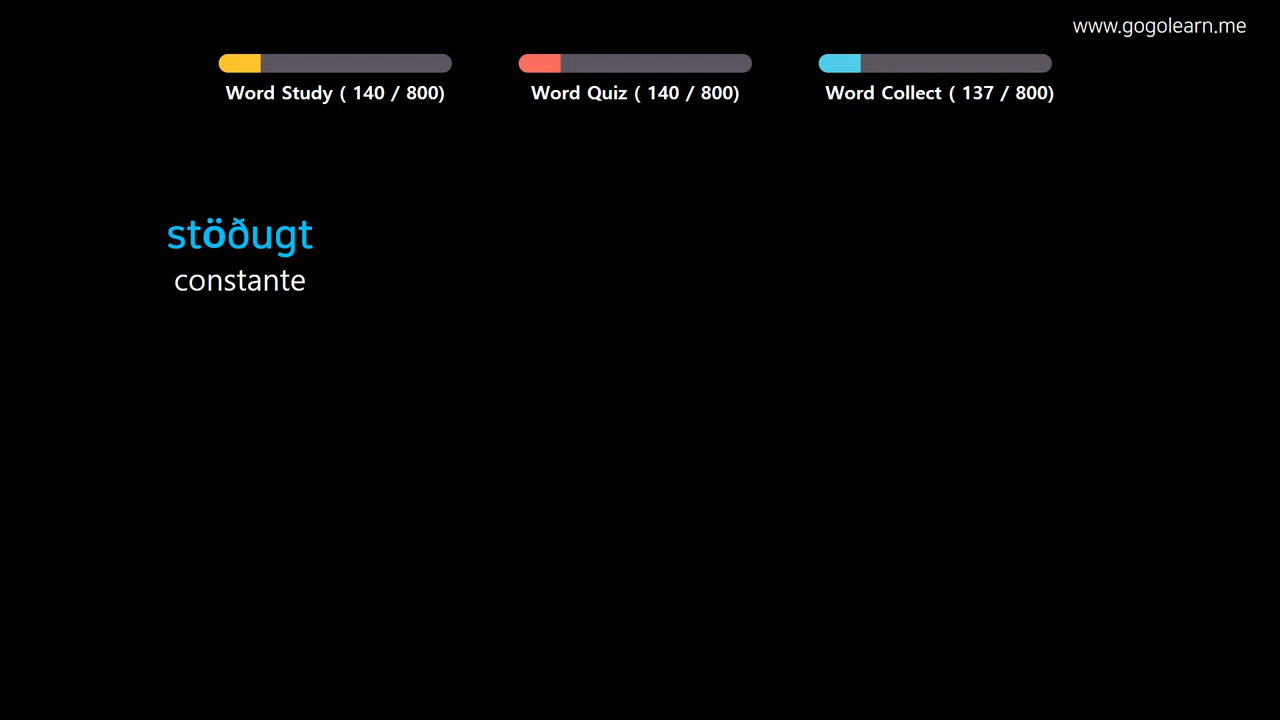 www.gogolearn.me
Word Study ( 140 / 800)
Word Quiz ( 140 / 800)
Word Collect ( 137 / 800)
stöðugt
constante